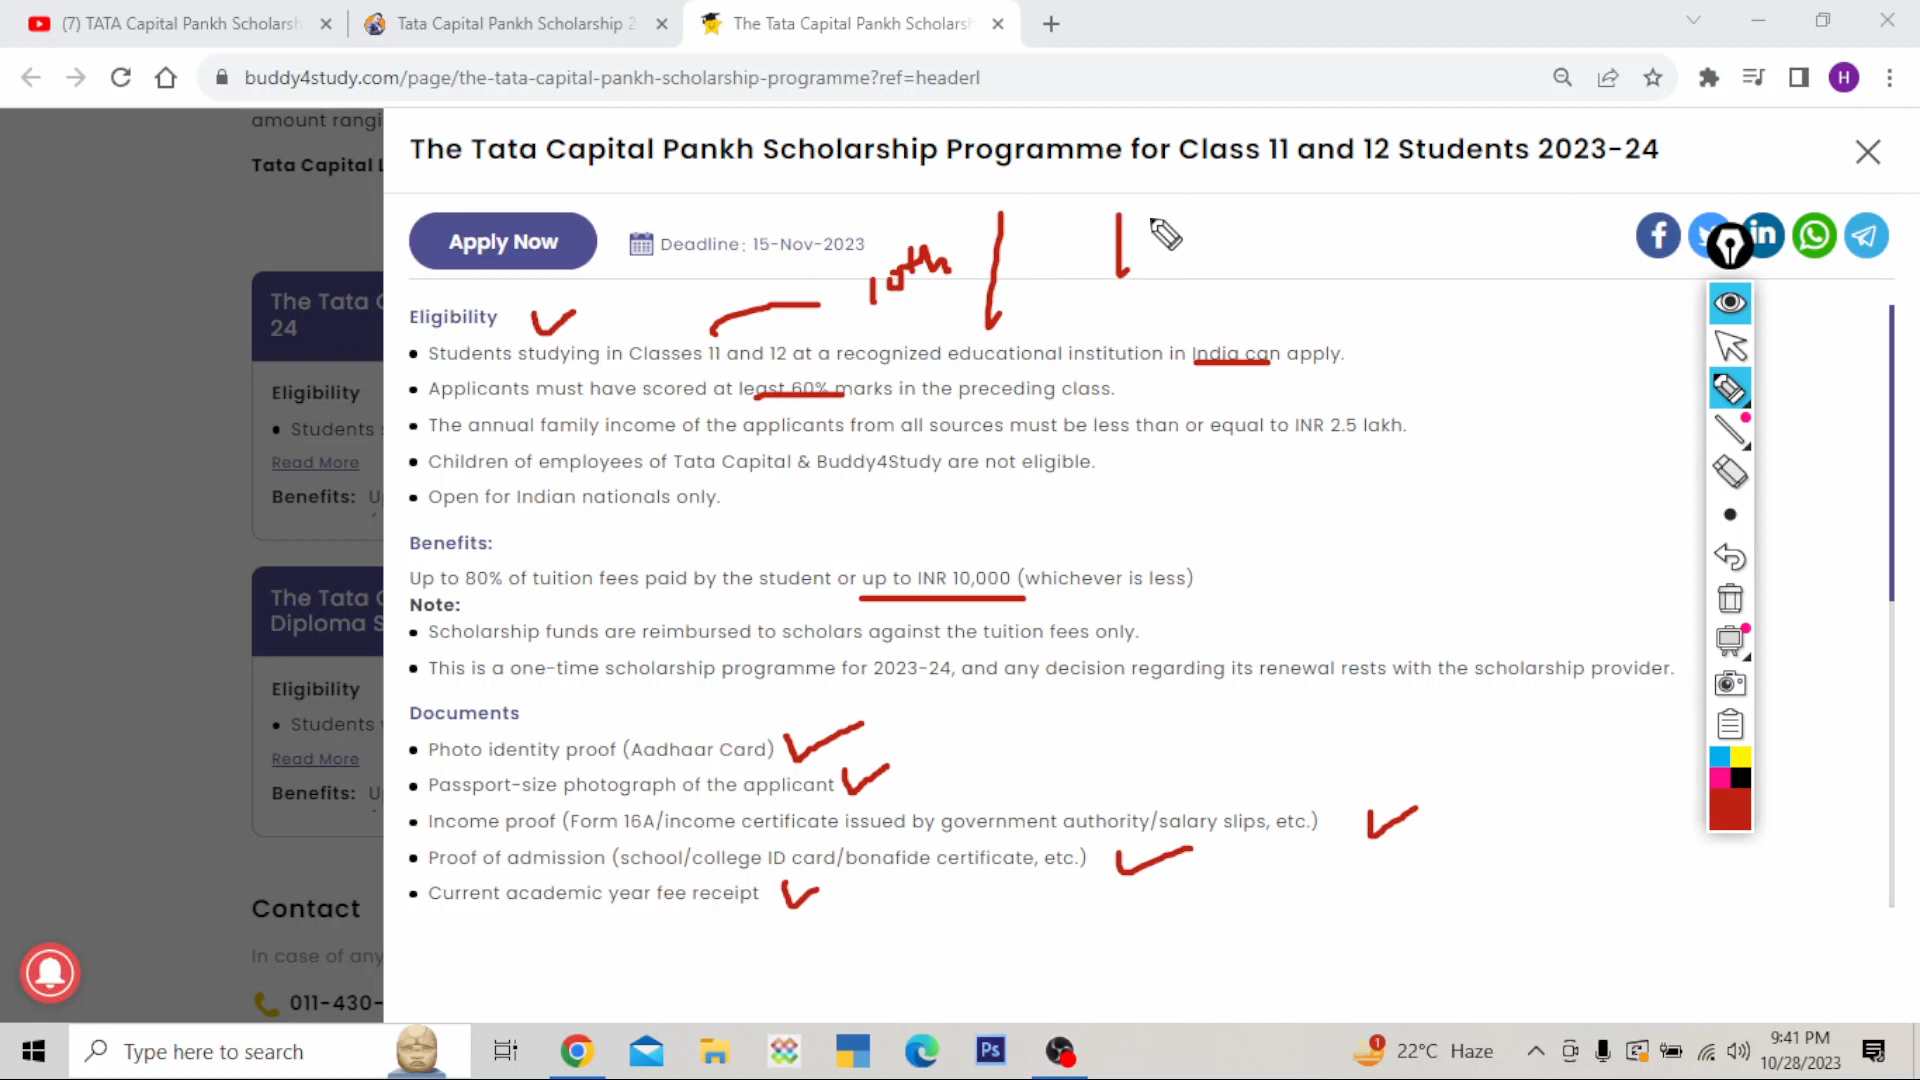 (7) TATA Capital Pankh Scholarsh
Tata Capital Pankh Scholarship 2
The Tata Capital Pankh Scholars
buddy4study.com/page/the-tata-capital-pankh-scholarship-programme?ref=headerl
H
amount rangi
Tata Capital L
The Tata Capital Pankh Scholarship Programme for Class 11 and 12 Students 2023-24
Apply Now
Deadline: 15-Nov-2023
10th
The Tata C
24
Eligibility
Students
Read More
Benefits: U
The Tata C
Diploma S
Eligibility
Students
Read More
Benefits: U
Contact
In case of any
011-430-
Eligibility
Students studying in Classes 11 and 12 at a recognized educational institution in India can apply.
Applicants must have scored at least 60% marks in the preceding class.
The annual family income of the applicants from all sources must be less than or equal to INR 2.5 lakh.
Children of employees of Tata Capital & Buddy4Study are not eligible.
Open for Indian nationals only.
Benefits:
Up to 80% of tuition fees paid by the student or up to INR 10,000 (whichever is less)
Note:
Scholarship funds are reimbursed to scholars against the tuition fees only.
This is a one-time scholarship programme for 2023-24, and any decision regarding its renewal rests with the scholarship provider.
Documents
Photo identity proof (Aadhaar Card)
Passport-size photograph of the applicant
Income proof (Form 16A/income certificate issued by government authority/salary slips, etc.)
Proof of admission (school/college ID card/bonafide certificate, etc.)
Current academic year fee receipt
Type here to search
Ps
1
22°C Haze
9:41 PM
10/28/2023